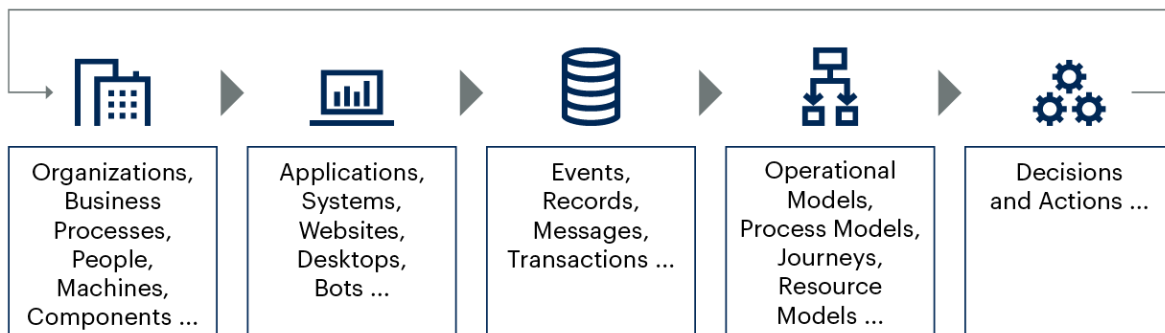 Organizations,
Business
Processes,
People,
Machines,
Components ...
Applications,
Systems,
Websites,
Desktops,
Bots ...
Events,
Records,
Messages,
Transactions ...
Operational
Models,
Process Models,
Journeys,
Resource
Models ...
Decisions
and Actions ...